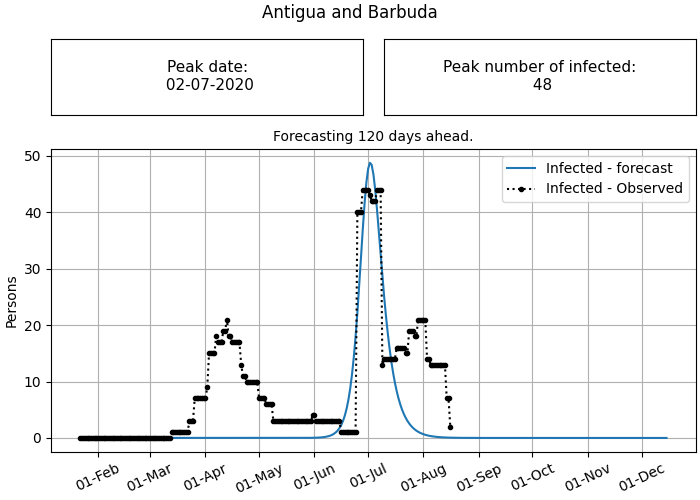 Antigua and Barbuda
Peak date:
02-07-2020
Peak number of infected:
48
Forecasting 120 days ahead.
Infected - forecast
Infected - Observed
Persons
50
40
30
20
10
0
01-Feb
01-Mar
01-Apr
01-May
01-Jun
01-Jul
01-Aug
01-Sep
01-Oct
01-Nov
01-Dec